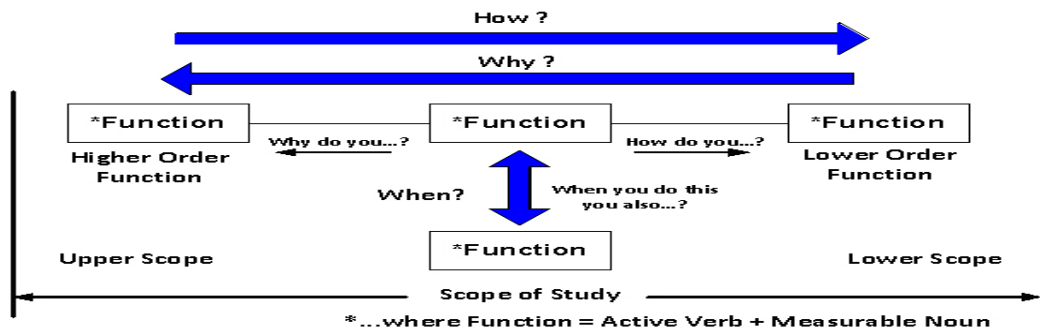 How ?
Why ?
*Function
*Function
*Function
Why do you...?
How do you...?
Higher Order
Function
Lower Order
Function
When?
When you do this
you also...?
*Function
Upper Scope
Lower Scope
Scope of Study
*...where Function = Active Verb + Measurable Noun